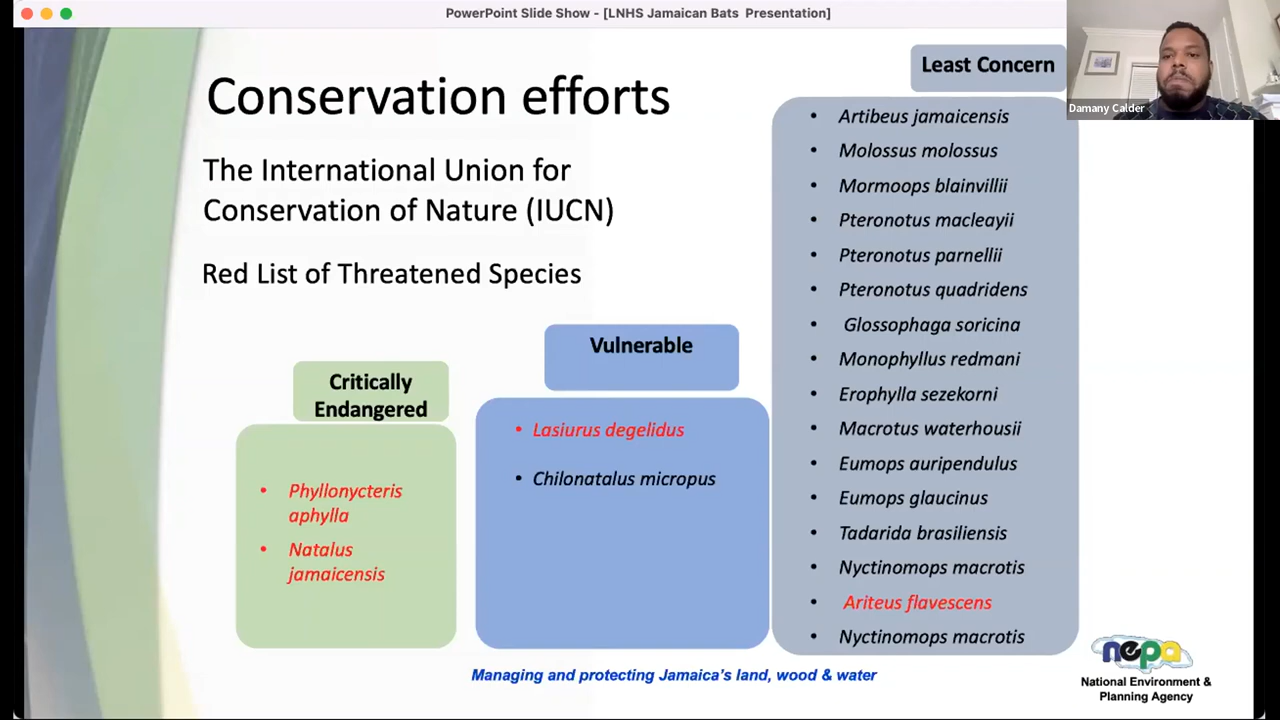 PowerPoint Slide Show - [LNHS Jamaican Bats Presentation]
Conservation efforts
The International Union for
Conservation of Nature (IUCN)
Red List of Threatened Species
Critically
Endangered
• Phyllonycteris
aphylla
• Natalus
jamaicensis
Vulnerable
• Lasiurus degelidus
• Chilonatalus micropus
Least Concern
• Artibeus jamaicensis
• Molossus molossus
• Mormoops blainvillii
• Pteronotus macleayii
• Pteronotus parnellii
• Pteronotus quadridens
• Glossophaga soricina
• Monophyllus redmani
• Erophylla sezekorni
• Macrotus waterhousii
• Eumops auripendulus
• Eumops glaucinus
• Tadarida brasiliensis
• Nyctinomops macrotis
• Ariteus flavescens
• Nyctinomops macrotis
Damany Calder
Managing and protecting Jamaica's land, wood & water
nepa
National Environment &
Planning Agency